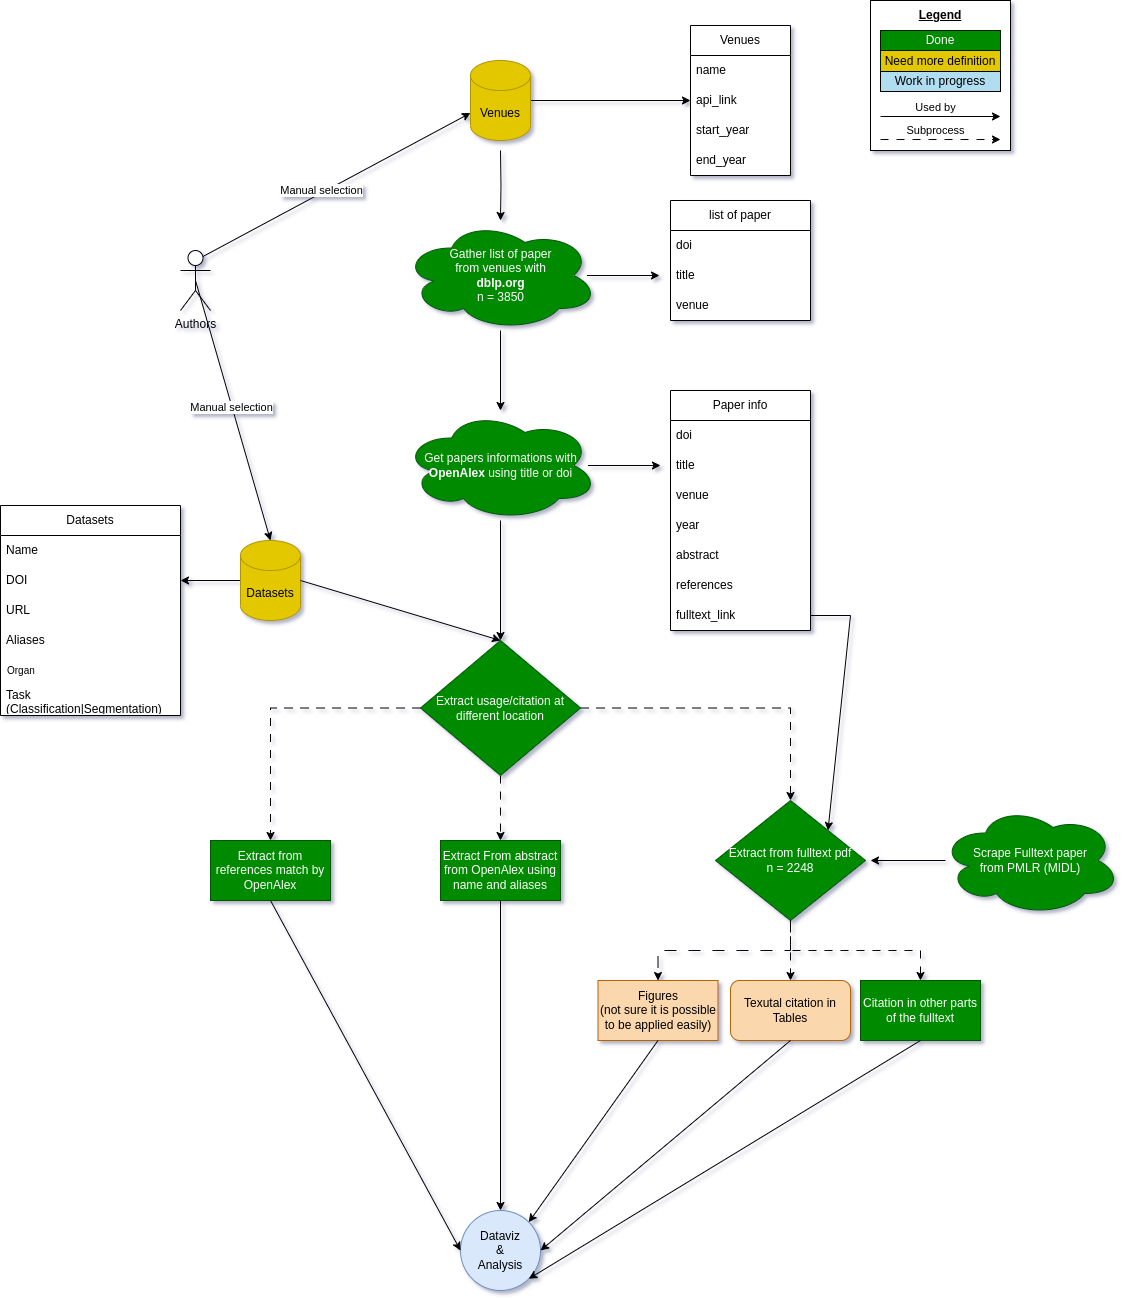 Legend
Done
Need more definition
Work in progress
Used by
Subprocess
Venues
name
api_link
start_year
end_year
Venues
Manual selection
list of paper
doi
title
venue
Gather list of paper
from venues with
dblp.org
n = 3850
Authors
Manual selection
Paper info
doi
title
venue
year
abstract
references
fulltext_link
Get papers informations with
OpenAlex using title or doi
Datasets
Name
DOI
URL
Aliases
Organ
Task
(Classification|Segmentation)
Datasets
Extract usage/citation at
different location
Extract from
references match by
OpenAlex
Extract From abstract
from OpenAlex using
name and aliases
Extract from fulltext pdf
n = 2248
Scrape Fulltext paper
from PMLR (MIDL)
Figures
(not sure it is possible
to be applied easily)
Texutal citation in
Tables
Citation in other parts
of the fulltext
Dataviz
&
Analysis